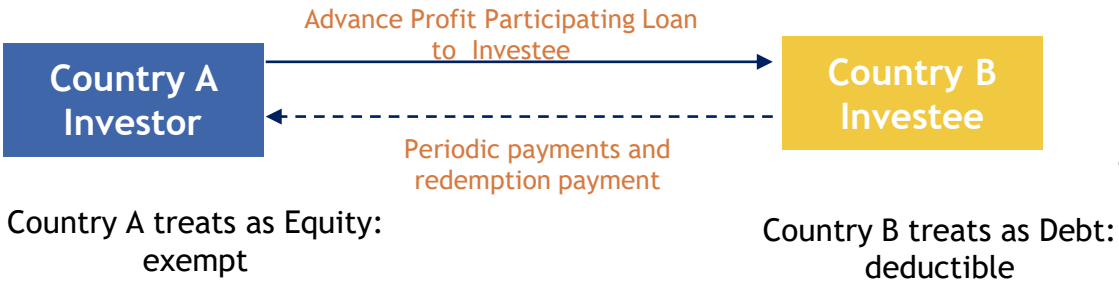 Advance Profit Participating Loan
to Investee
Country A
Investor
Country B
Investee
Periodic payments and
redemption payment
Country A treats as Equity:
exempt
Country B treats as Debt:
deductible